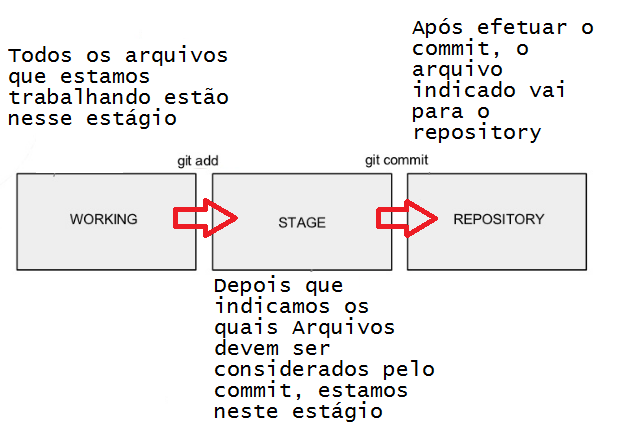 Todos os arquivos
que estamos
trabalhando estão
nesse estágio
Após efetuar o
commit, o
arquivo
indicado vai
para o
repository
git add
git commit
WORKING
STAGE
REPOSITORY
Depois que
indicamos os
quais Arquivos
devem ser
considerados pelo
commit, estamos
neste estágio